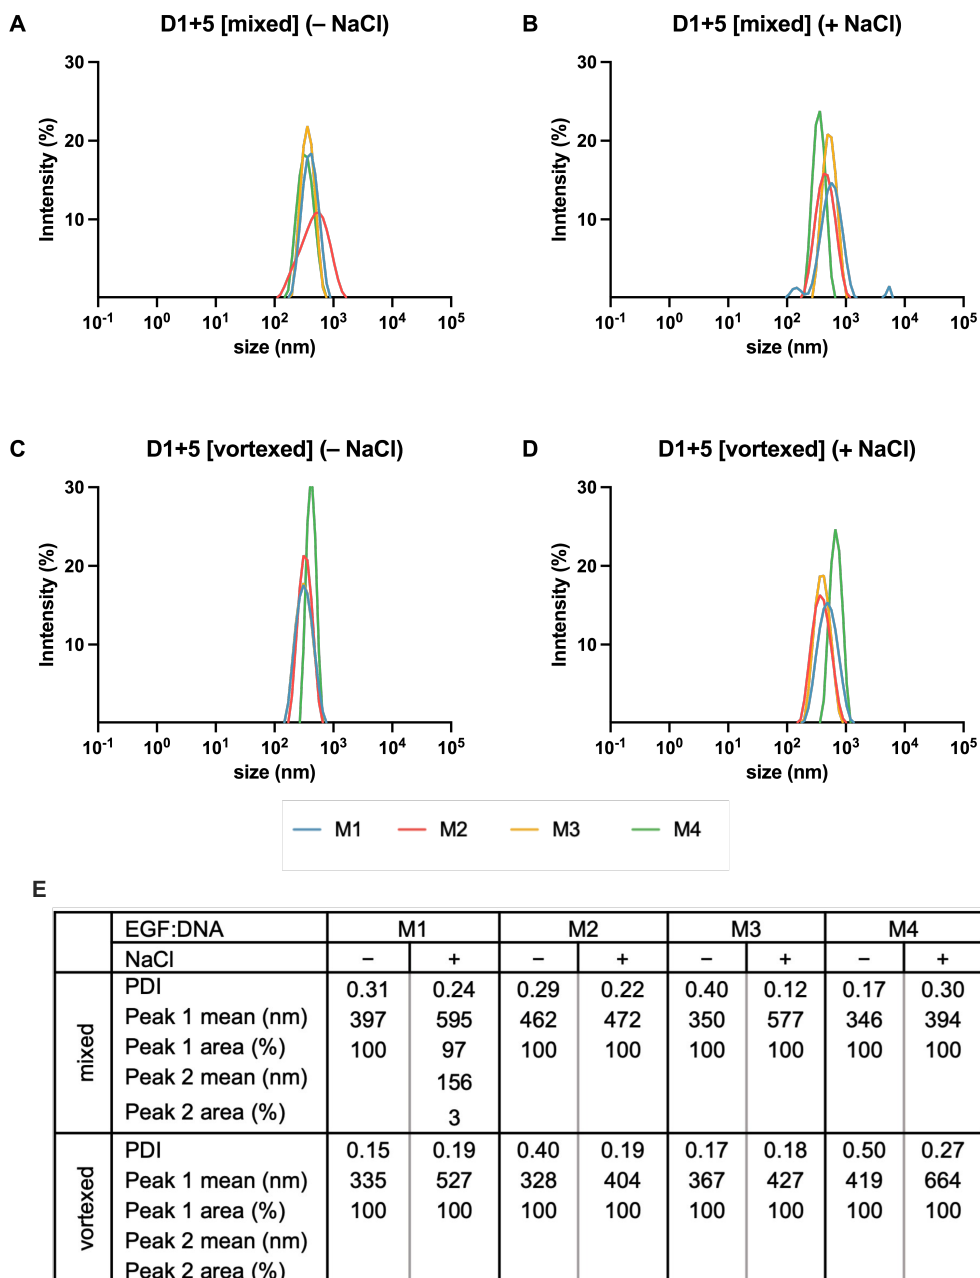 A
D1+5 [mixed] (– NaCl)
Inntensity (%)
30
20
10
10-1 100 101 102 103 104 105
size (nm)
B
D1+5 [mixed] (+ NaCl)
Inntensity (%)
30
20
10
10-1 100 101 102 103 104 105
size (nm)
C
D1+5 [vortexed] (– NaCl)
Inntensity (%)
30
20
10
10-1 100 101 102 103 104 105
size (nm)
D
D1+5 [vortexed] (+ NaCl)
Inntensity (%)
30
20
10
10-1 100 101 102 103 104 105
size (nm)
M1 M2 M3 M4
E
EGF:DNA M1 M2 M3 M4
NaCl – + – + – + – +
mixed
PDI 0.31 0.24 0.29 0.22 0.40 0.12 0.17 0.30
Peak 1 mean (nm) 397 595 462 472 350 577 346 394
Peak 1 area (%) 100 97 100 100 100 100 100 100
Peak 2 mean (nm) 156
Peak 2 area (%) 3
vortexed
PDI 0.15 0.19 0.40 0.19 0.17 0.18 0.50 0.27
Peak 1 mean (nm) 335 527 328 404 367 427 419 664
Peak 1 area (%) 100 100 100 100 100 100 100 100
Peak 2 mean (nm)
Peak 2 area (%)